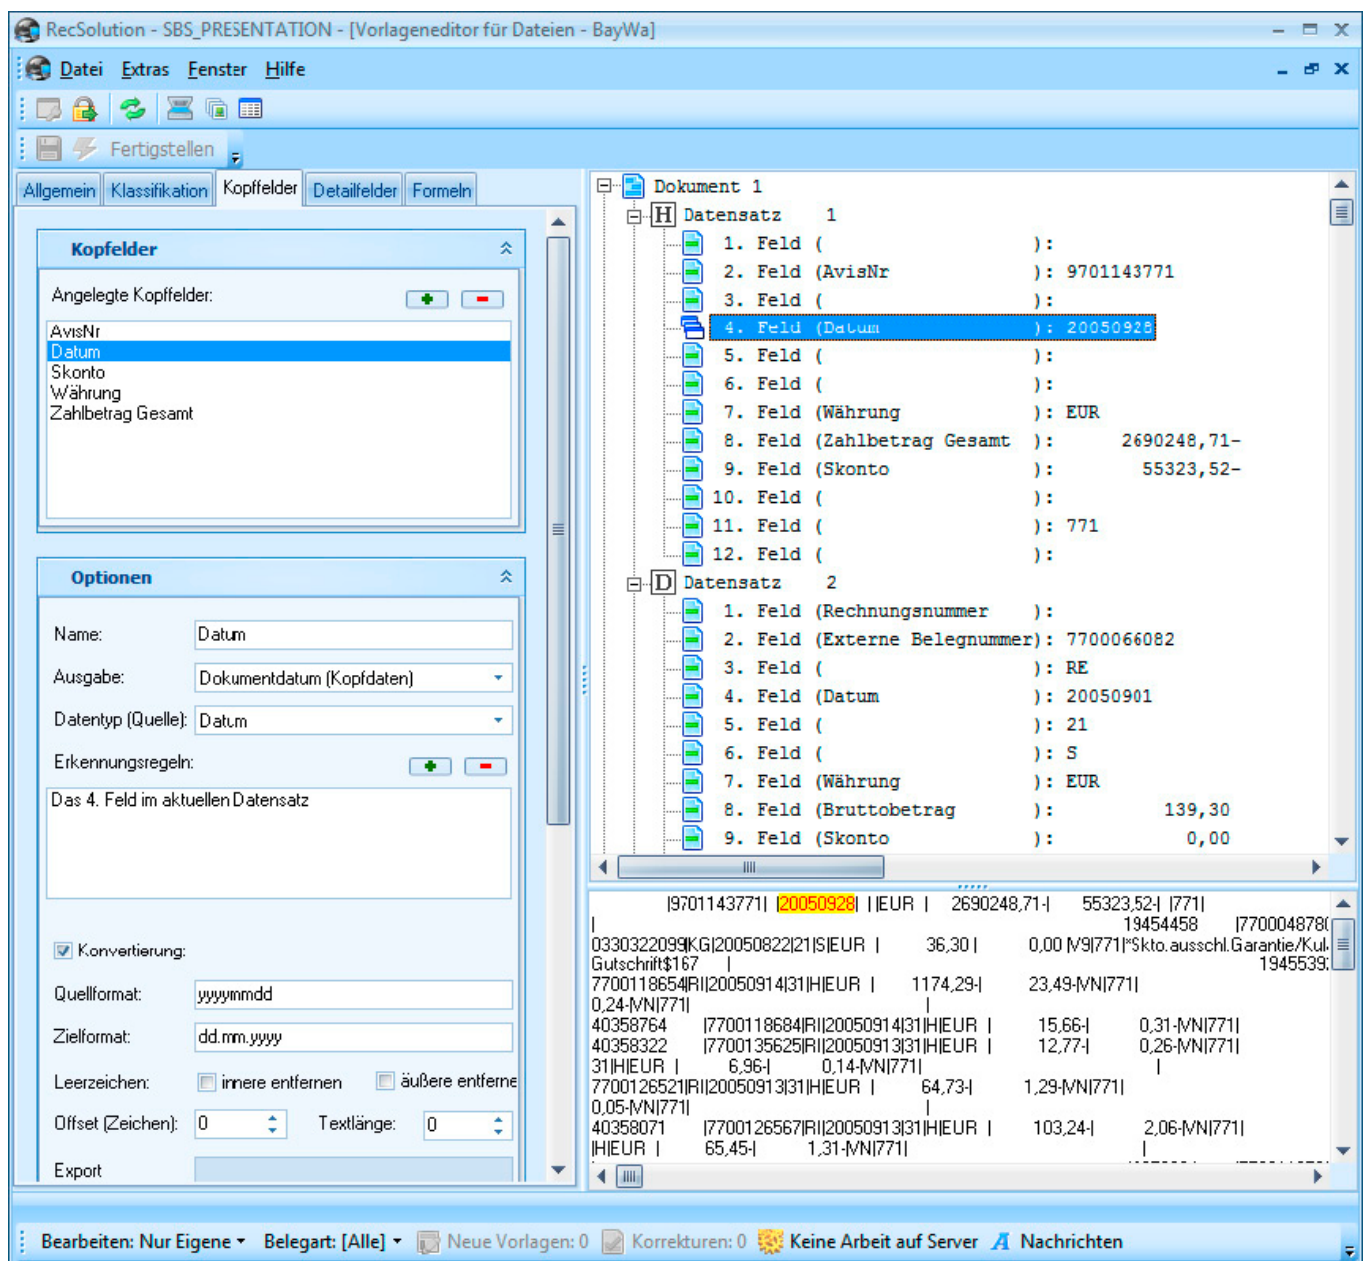 RecSolution - SBS_PRESENTATION - [Vorlageneditor für Dateien - BayWa]
Datei Extras Fenster Hilfe
Fertigstellen
Allgemein Klassifikation Kopffelder Detailfelder Formeln
Kopfelder
Angelegte Kopffelder:
AvisNr
Datum
Skonto
Währung
Zahlbetrag Gesamt
Optionen
Name: Datum
Ausgabe: Dokumentdatum (Kopfdaten)
Datentyp (Quelle): Datum
Erkennungsregeln:
Das 4. Feld im aktuellen Datensatz
Konvertierung:
Quellformat: yyyymmdd
Zielformat: dd.mm.yyyy
Leerzeichen: innere entfernen äußere entferne
Offset (Zeichen): 0 Textlänge: 0
Export
Dokument 1
H Datensatz 1
1. Feld ( ):
2. Feld (AvisNr ): 9701143771
3. Feld ( ):
4. Feld (Datum ): 20050928
5. Feld ( ):
6. Feld ( ):
7. Feld (Währung ): EUR
8. Feld (Zahlbetrag Gesamt ): 2690248,71-
9. Feld (Skonto ): 55323,52-
10. Feld ( ):
11. Feld ( ): 771
12. Feld ( ):
D Datensatz 2
1. Feld (Rechnungsnummer ):
2. Feld (Externe Belegnummer): 7700066082
3. Feld ( ): RE
4. Feld (Datum ): 20050901
5. Feld ( ): 21
6. Feld ( ): S
7. Feld (Währung ): EUR
8. Feld (Bruttobetrag ): 139,30
9. Feld (Skonto ): 0,00
|9701143771| |20050928| ||EUR | 2690248,71-| 55323,52-| |771|
| 19454458 |770004878(
0330322099|KG|20050822|21|S|EUR | 36,30 | 0,00 |V9|771|*Skto.ausschl.Garantie/Kul
Gutschrift$167 | 1945539
7700118654|RI||20050914|31|H|EUR | 1174,29-| 23,49-|VN|771|
0,24-|VN|771| |
40358764 |7700118684|RI||20050914|31|H|EUR | 15,66-| 0,31-|VN|771|
40358322 |7700135625|RI||20050913|31|H|EUR | 12,77-| 0,26-|VN|771|
31|H|EUR | 6,96-| 0,14-|VN|771| |
7700126521|RI||20050913|31|H|EUR | 64,73-| 1,29-|VN|771|
0,05-|VN|771| |
40358071 |7700126567|RI||20050913|31|H|EUR | 103,24-| 2,06-|VN|771|
|H|EUR | 65,45-| 1,31-|VN|771| |
Bearbeiten: Nur Eigene Belegart: [Alle] Neue Vorlagen: 0 Korrekturen: 0 Keine Arbeit auf Server Nachrichten